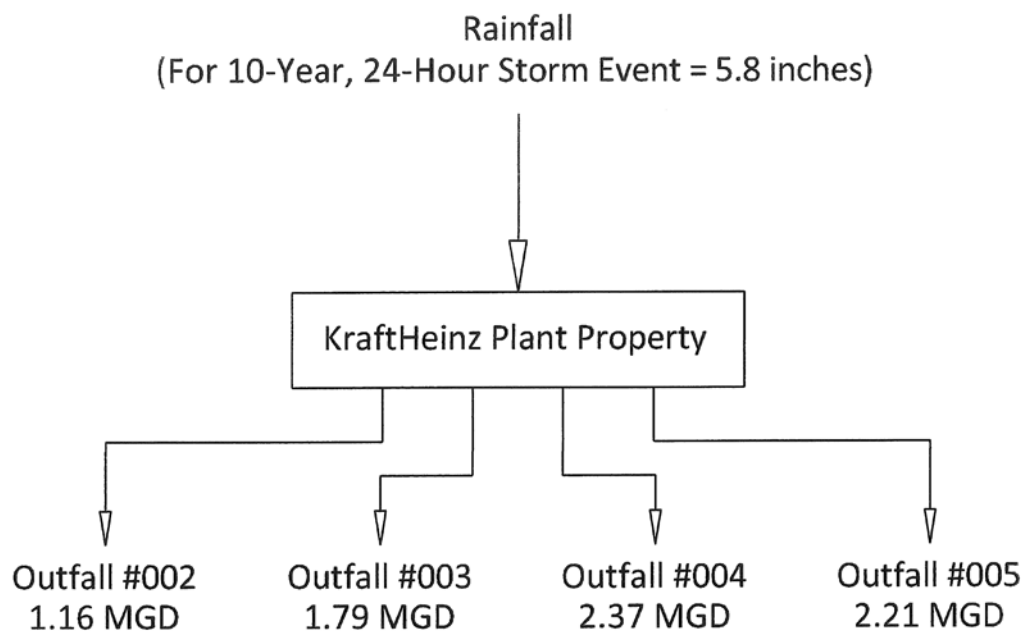 Rainfall
(For 10-Year, 24-Hour Storm Event = 5.8 inches)
KraftHeinz Plant Property
Outfall #002
1.16 MGD
Outfall #003
1.79 MGD
Outfall #004
2.37 MGD
Outfall #005
2.21 MGD